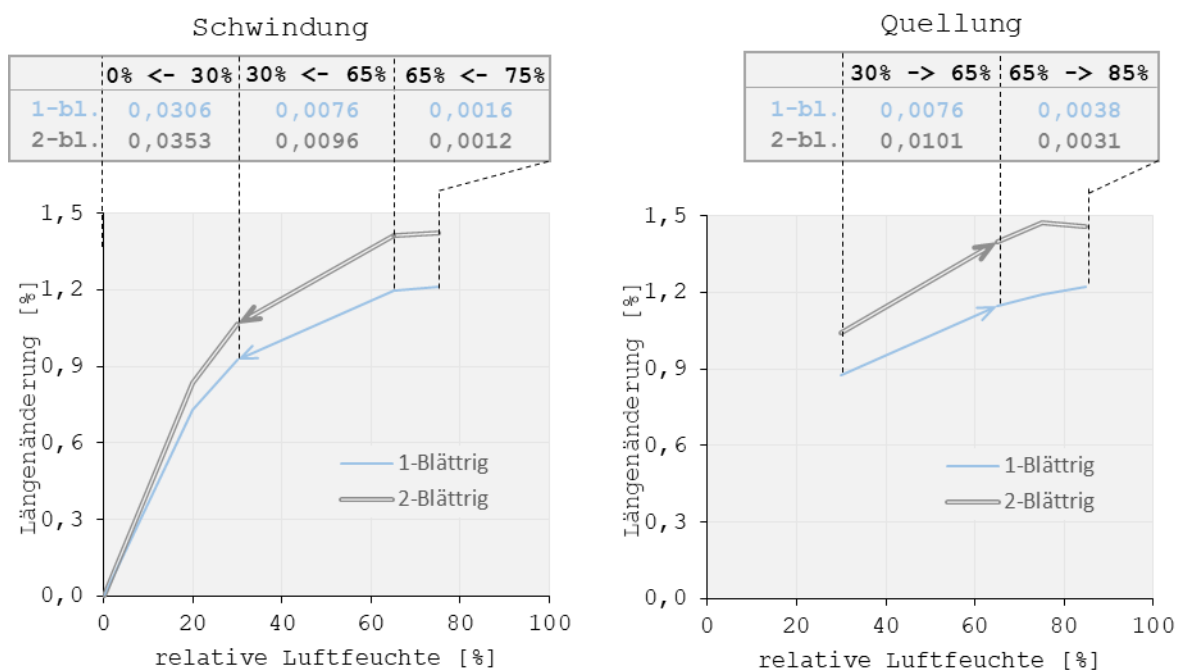 Schwindung
0% <- 30% 30% <- 65% 65% <- 75%
1-bl. 0,0306 0,0076 0,0016
2-bl. 0,0353 0,0096 0,0012
Längenänderung [%]
1,5
1,2
0,9
0,6
0,3
0,0
1-Blättrig
2-Blättrig
0 20 40 60 80 100
relative Luftfeuchte [%]
Quellung
30% -> 65% 65% -> 85%
1-bl. 0,0076 0,0038
2-bl. 0,0101 0,0031
Längenänderung [%]
1,5
1,2
0,9
0,6
0,3
0,0
1-Blättrig
2-Blättrig
0 20 40 60 80 100
relative Luftfeuchte [%]